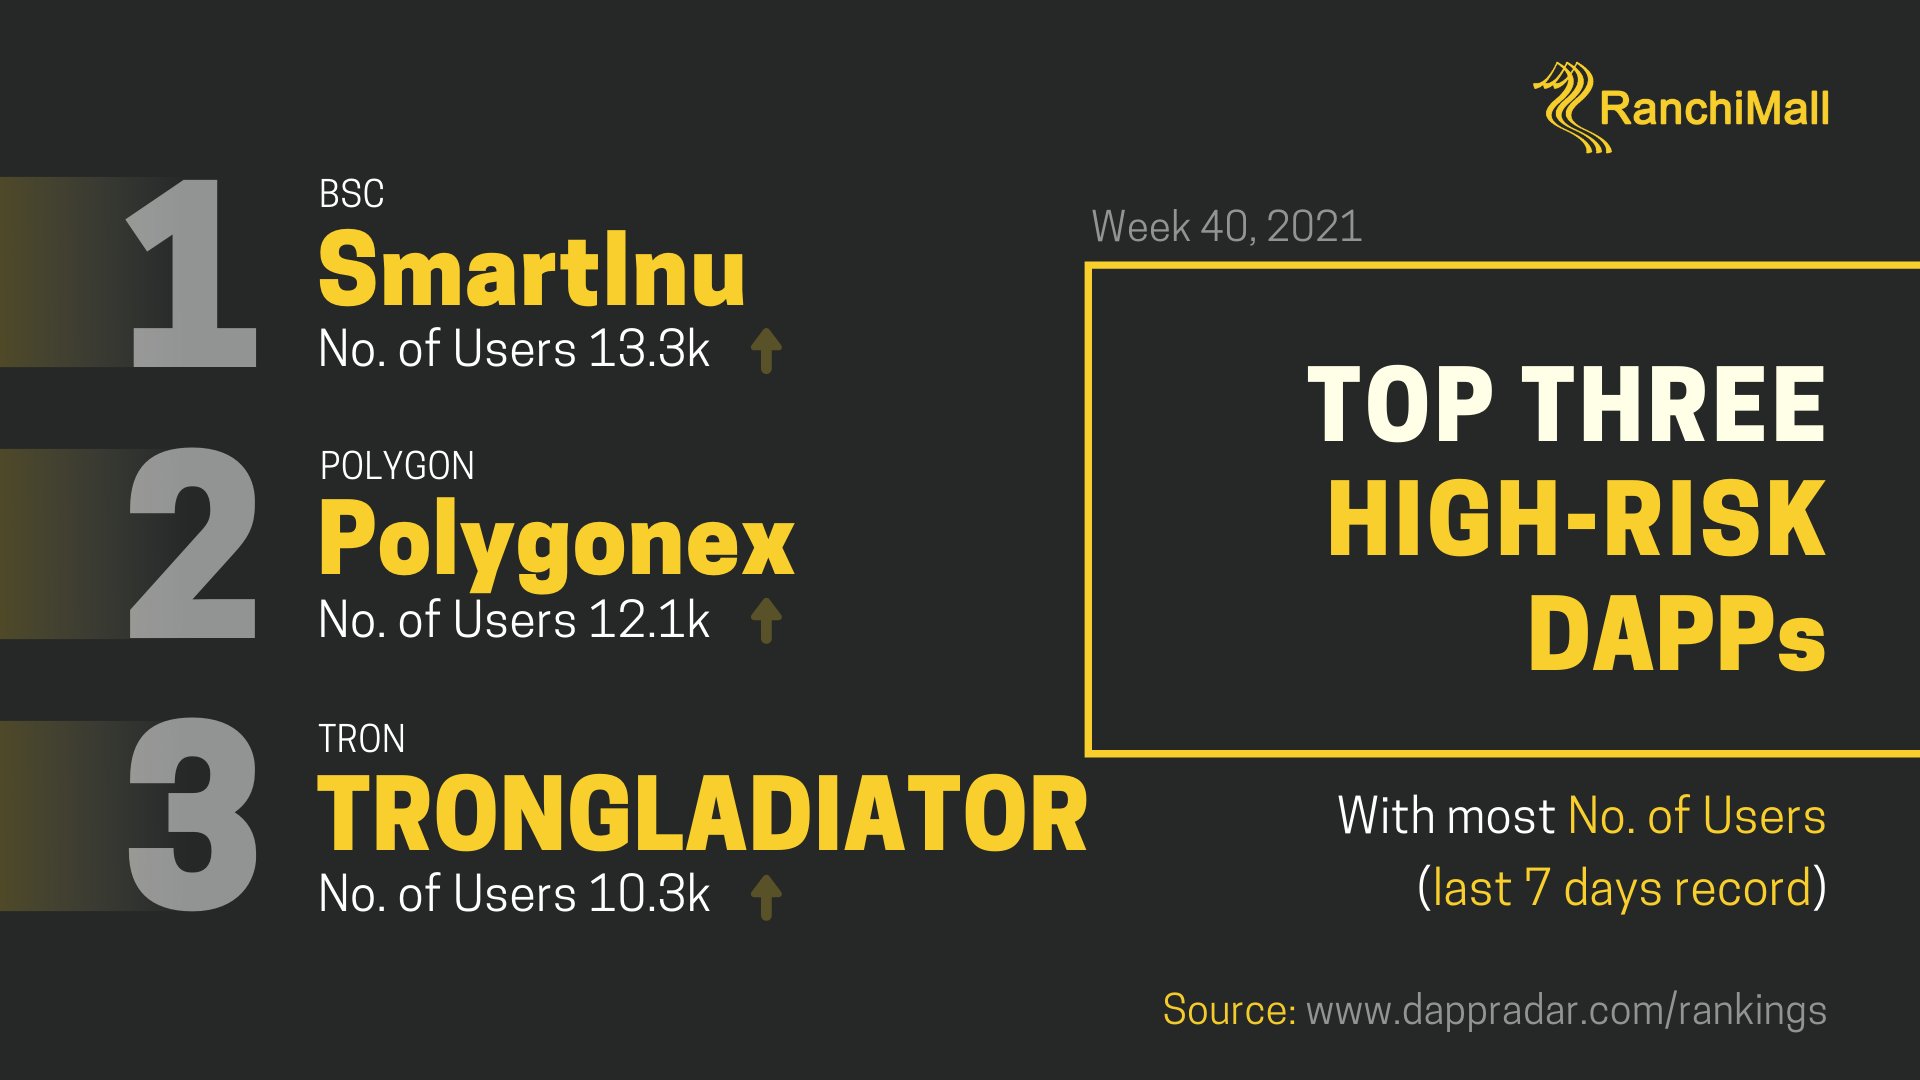 RanchiMall
1
BSC
SmartInu
No. of Users 13.3k
2
POLYGON
Polygonex
No. of Users 12.1k
3
TRON
TRONGLADIATOR
No. of Users 10.3k
Week 40, 2021
TOP THREE
HIGH-RISK
DAPPs
With most No. of Users
(last 7 days record)
Source: www.dappradar.com/rankings